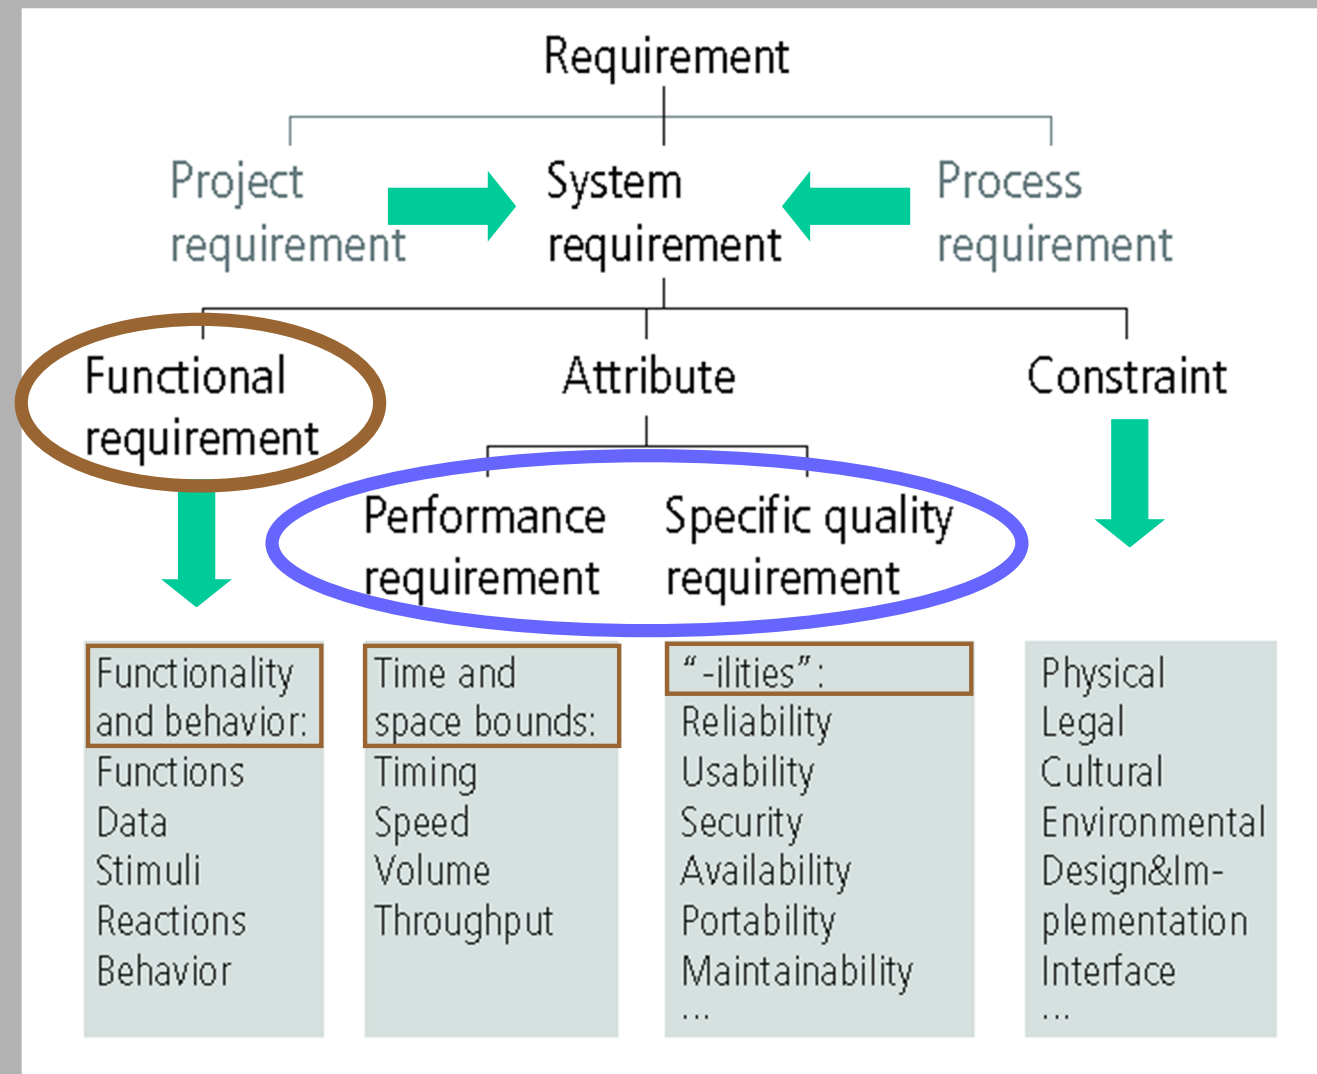 Requirement
Project
requirement
System
requirement
Process
requirement
Functional
requirement
Attribute
Constraint
Performance
requirement
Specific quality
requirement
Functionality
and behavior:
Functions
Data
Stimuli
Reactions
Behavior
Time and
space bounds:
Timing
Speed
Volume
Throughput
“-ilities”:
Reliability
Usability
Security
Availability
Portability
Maintainability
...
Physical
Legal
Cultural
Environmental
Design&Im-
plementation
Interface
...